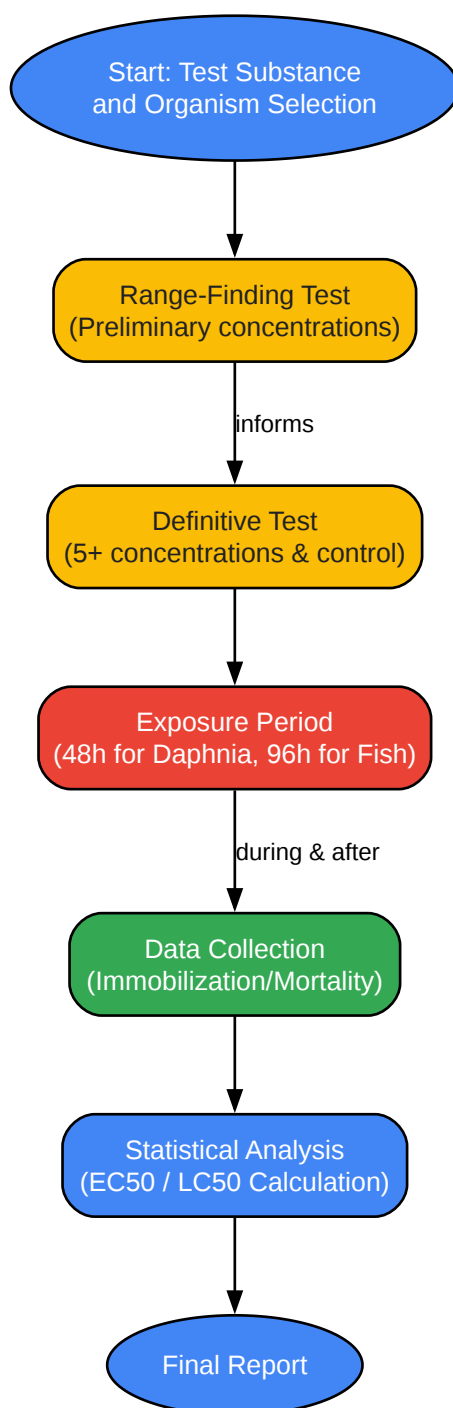 Start: Test Substance
and Organism Selection
Range-Finding Test
(Preliminary concentrations)
informs
Definitive Test
(5+ concentrations & control)
Exposure Period
(48h for Daphnia, 96h for Fish)
during & after
Data Collection
(Immobilization/Mortality)
Statistical Analysis
(EC50 / LC50 Calculation)
Final Report